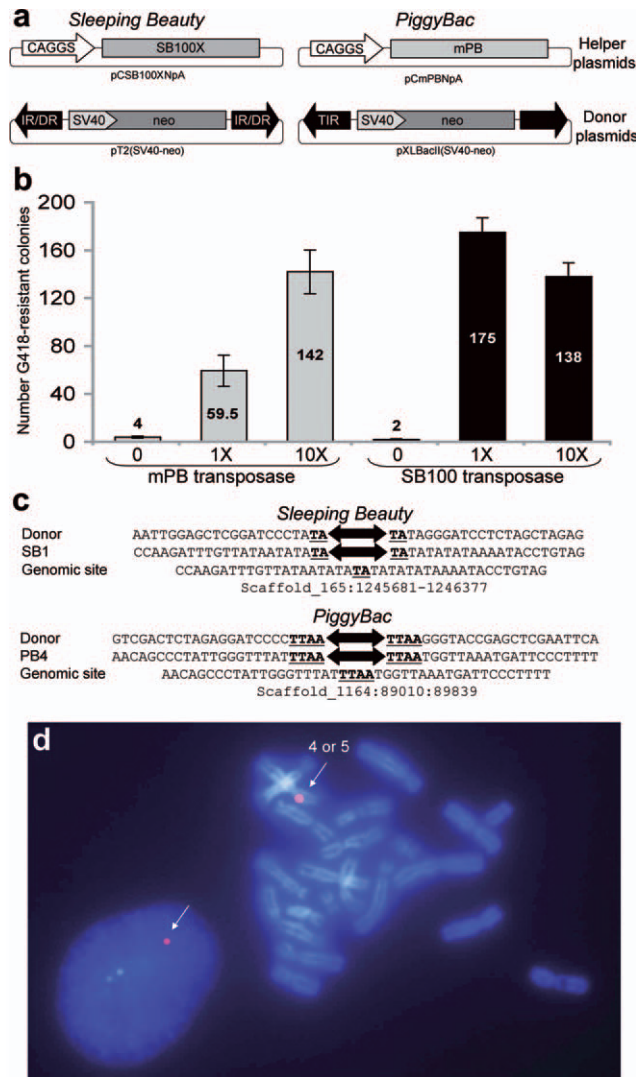 a
Sleeping Beauty PiggyBac
CAGGS SB100X CAGGS mPB Helper plasmids
pCSB100XNpA pCmPBNpA
IR/DR SV40 neo IR/DR TIR SV40 neo Donor plasmids
pT2(SV40-neo) pXLBacII(SV40-neo)
b
Number G418-resistant colonies
200
160
120
80
40
0
4 59.5 142 2 175 138
0 1X 10X 0 1X 10X
mPB transposase SB100 transposase
c
Sleeping Beauty
Donor AATTGGAGCTCGGATCCCTATA TATAGGGATCCTCTAGCTAGAG
SB1 CCAAGATTTGTTATAATATATA TATATATATAAAATACCTGTAG
Genomic site CCAAGATTTGTTATAATATATATATATATAAAATACCTGTAG
Scaffold_165:1245681-1246377
PiggyBac
Donor GTCGACTCTAGAGGATCCCCTTAA TTAAGGGTACCGAGCTCGAATTCA
PB4 AACAGCCCTATTGGGTTTATTTAA TTAATGGTTAAATGATTCCCTTTT
Genomic site AACAGCCCTATTGGGTTTATTTAATGGTTAAATGATTCCCTTTT
Scaffold_1164:89010:89839
d
4 or 5